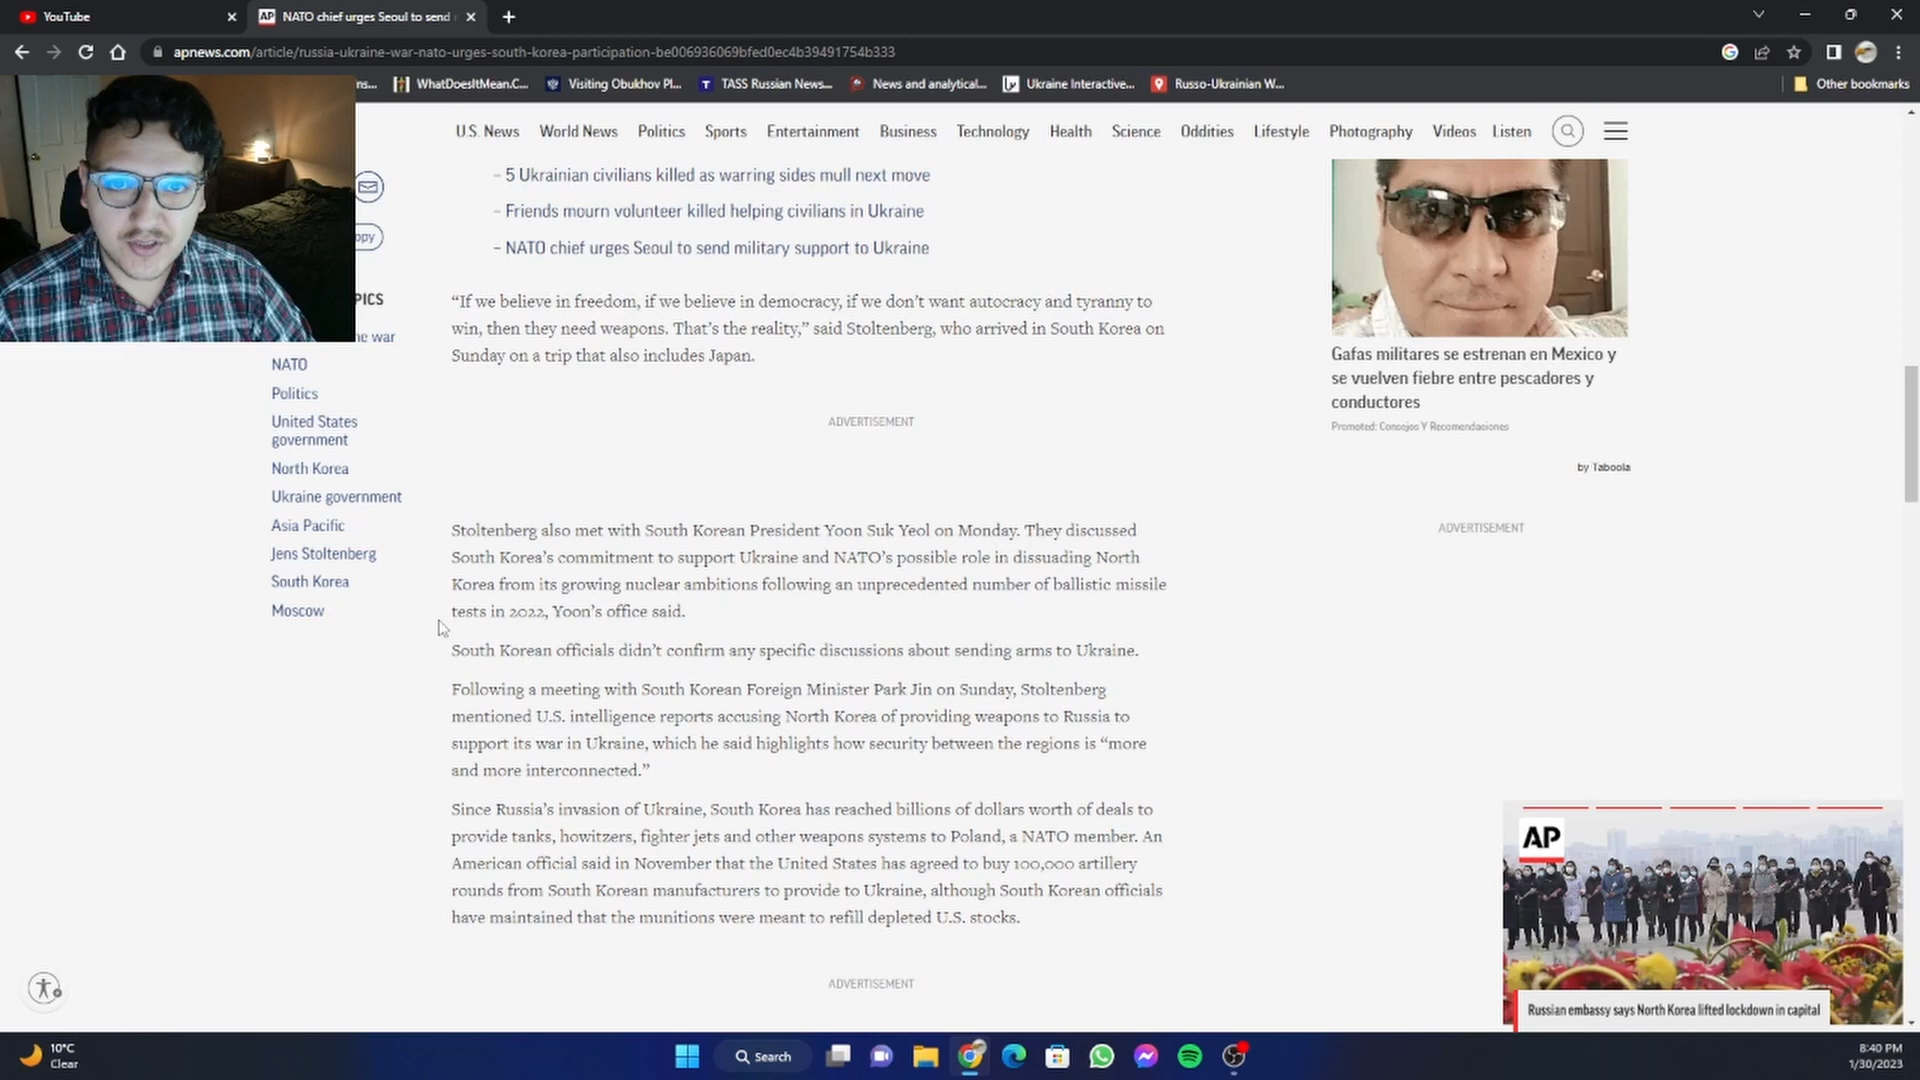 YouTube
AP NATO chief urges Seoul to send
apnews.com/article/russia-ukraine-war-nato-urges-south-korea-participation-be006936069bfed0ec4b39491754b333
ns... WhatDoesItMean.C... Visiting Obukhov Pl... T TASS Russian News... News and analytical... Ukraine Interactive... Russo-Ukrainian W... Other bookmarks
U.S. News World News Politics Sports Entertainment Business Technology Health Science Oddities Lifestyle Photography Videos Listen
– 5 Ukrainian civilians killed as warring sides mull next move
– Friends mourn volunteer killed helping civilians in Ukraine
– NATO chief urges Seoul to send military support to Ukraine
opy
PICS
ne war
NATO
Politics
United States
government
North Korea
Ukraine government
Asia Pacific
Jens Stoltenberg
South Korea
Moscow
“If we believe in freedom, if we believe in democracy, if we don’t want autocracy and tyranny to
win, then they need weapons. That’s the reality,” said Stoltenberg, who arrived in South Korea on
Sunday on a trip that also includes Japan.
ADVERTISEMENT
Stoltenberg also met with South Korean President Yoon Suk Yeol on Monday. They discussed
South Korea’s commitment to support Ukraine and NATO’s possible role in dissuading North
Korea from its growing nuclear ambitions following an unprecedented number of ballistic missile
tests in 2022, Yoon’s office said.
South Korean officials didn’t confirm any specific discussions about sending arms to Ukraine.
Following a meeting with South Korean Foreign Minister Park Jin on Sunday, Stoltenberg
mentioned U.S. intelligence reports accusing North Korea of providing weapons to Russia to
support its war in Ukraine, which he said highlights how security between the regions is “more
and more interconnected.”
Since Russia’s invasion of Ukraine, South Korea has reached billions of dollars worth of deals to
provide tanks, howitzers, fighter jets and other weapons systems to Poland, a NATO member. An
American official said in November that the United States has agreed to buy 100,000 artillery
rounds from South Korean manufacturers to provide to Ukraine, although South Korean officials
have maintained that the munitions were meant to refill depleted U.S. stocks.
ADVERTISEMENT
Gafas militares se estrenan en Mexico y
se vuelven fiebre entre pescadores y
conductores
Promoted: Consejos Y Recomendaciones
by Taboola
ADVERTISEMENT
AP
Russian embassy says North Korea lifted lockdown in capital
10°C
Clear
Search
8:40 PM
1/30/2023